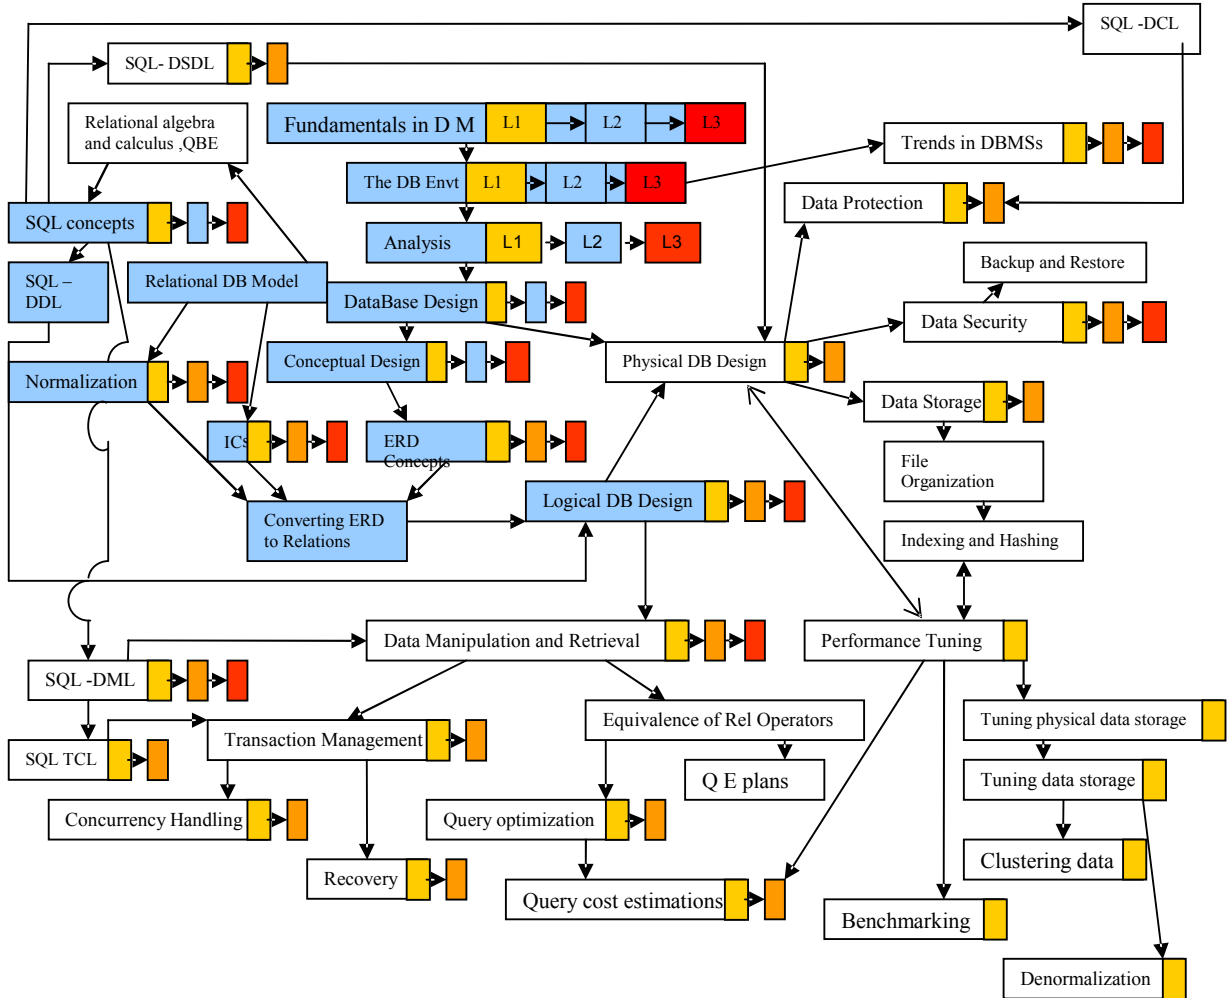 SQL -DCL
SQL- DSDL
Relational algebra
and calculus ,QBE
Fundamentals in D M
L1
L2
L3
Trends in DBMSs
The DB Envt
L1
L2
L3
Data Protection
SQL concepts
Analysis
L1
L2
L3
Backup and Restore
SQL –
DDL
Relational DB Model
DataBase Design
Data Security
Normalization
Conceptual Design
Physical DB Design
Data Storage
ICs
ERD
Concepts
File
Organization
Converting ERD
to Relations
Logical DB Design
Indexing and Hashing
Data Manipulation and Retrieval
Performance Tuning
SQL -DML
Equivalence of Rel Operators
Tuning physical data storage
SQL TCL
Transaction Management
Q E plans
Tuning data storage
Concurrency Handling
Query optimization
Clustering data
Recovery
Query cost estimations
Benchmarking
Denormalization